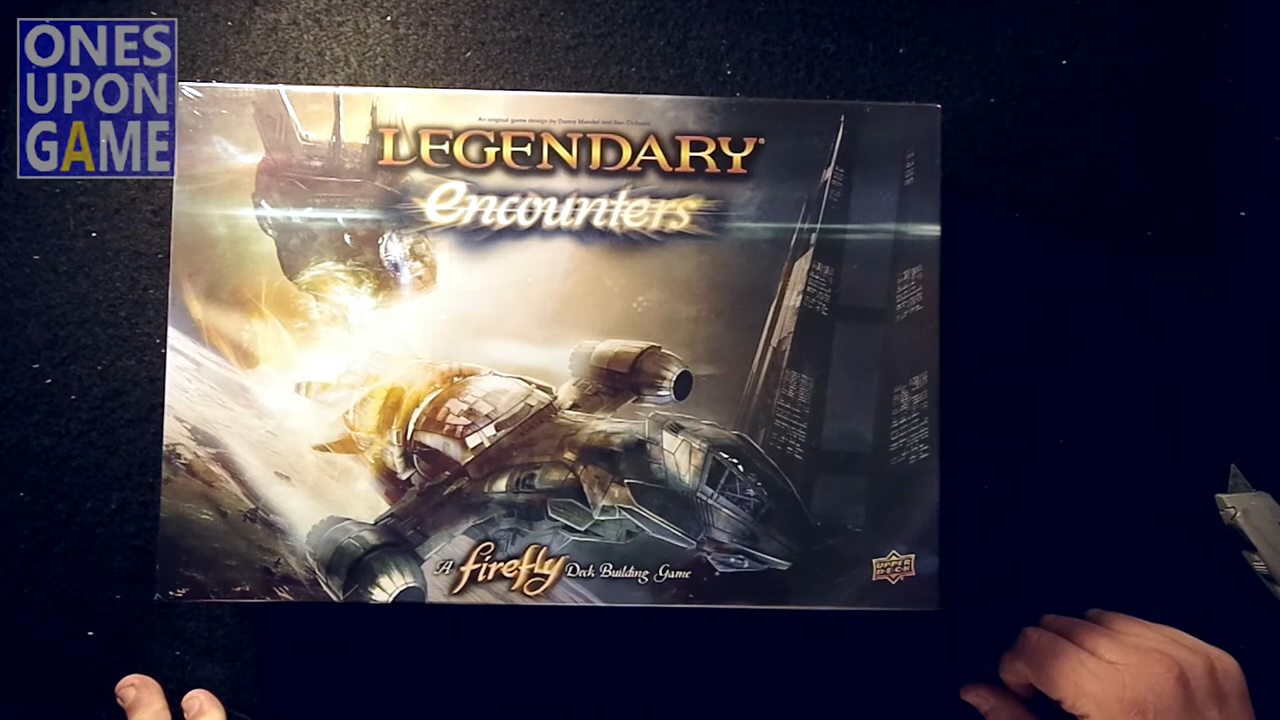 ONES
UPON
GAME
An original game design by Danny Mandel and Ben Cichoski
LEGENDARY®
encounters
A firefly Deck Building Game
UPPER
DECK